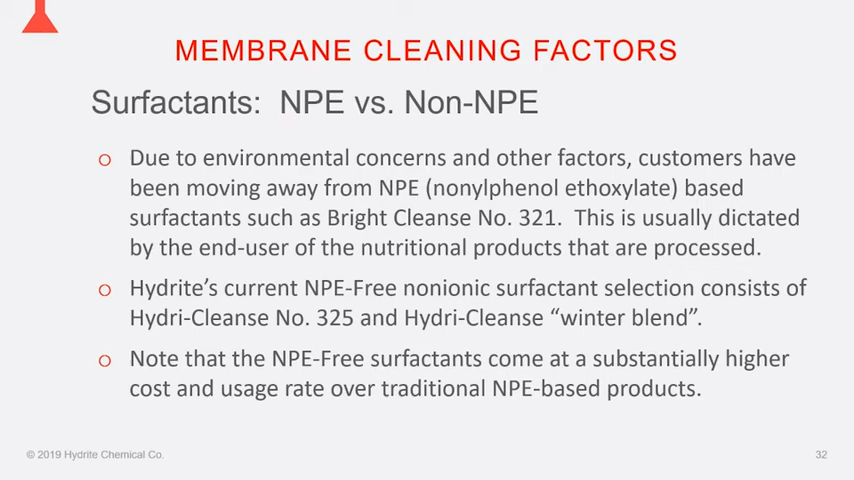 MEMBRANE CLEANING FACTORS
Surfactants:  NPE vs. Non-NPE
o Due to environmental concerns and other factors, customers have
been moving away from NPE (nonylphenol ethoxylate) based
surfactants such as Bright Cleanse No. 321.  This is usually dictated
by the end-user of the nutritional products that are processed.
o Hydrite’s current NPE-Free nonionic surfactant selection consists of
Hydri-Cleanse No. 325 and Hydri-Cleanse “winter blend”.
o Note that the NPE-Free surfactants come at a substantially higher
cost and usage rate over traditional NPE-based products.
© 2019 Hydrite Chemical Co.
32